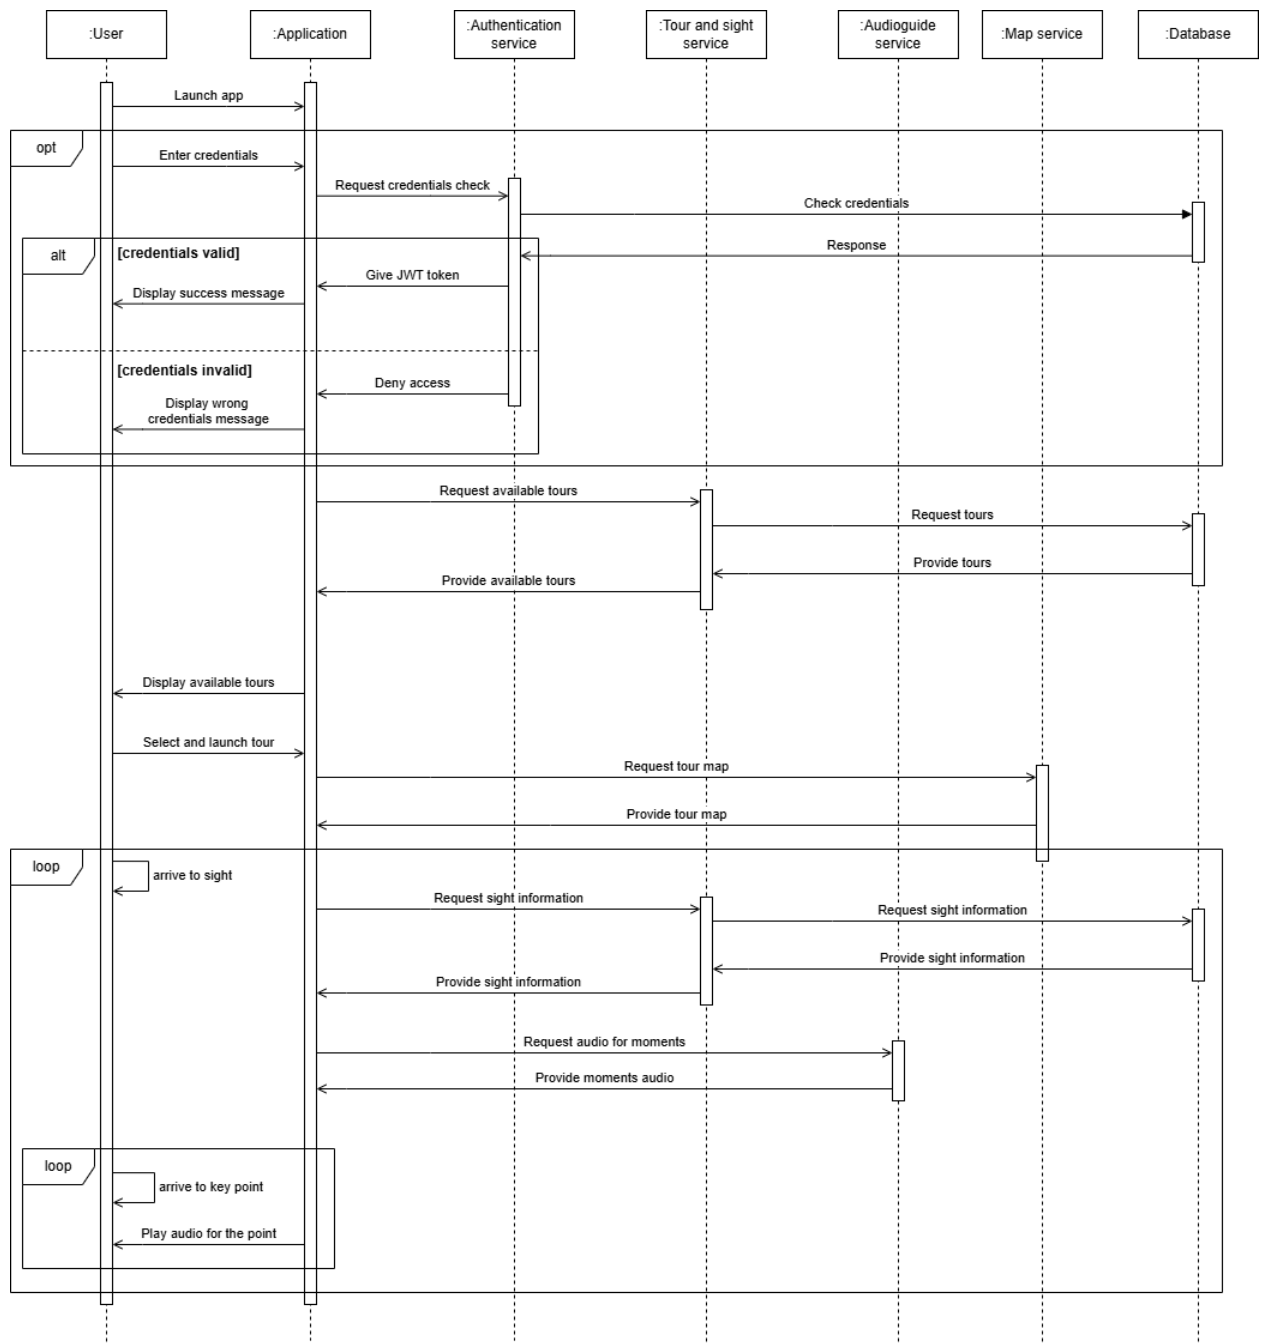 :User
:Application
:Authentication
service
:Tour and sight
service
:Audioguide
service
:Map service
:Database
Launch app
opt
Enter credentials
Request credentials check
Check credentials
alt
[credentials valid]
Response
Give JWT token
Display success message
[credentials invalid]
Deny access
Display wrong
credentials message
Request available tours
Request tours
Provide tours
Provide available tours
Display available tours
Select and launch tour
Request tour map
Provide tour map
loop
arrive to sight
Request sight information
Request sight information
Provide sight information
Provide sight information
Request audio for moments
Provide moments audio
loop
arrive to key point
Play audio for the point